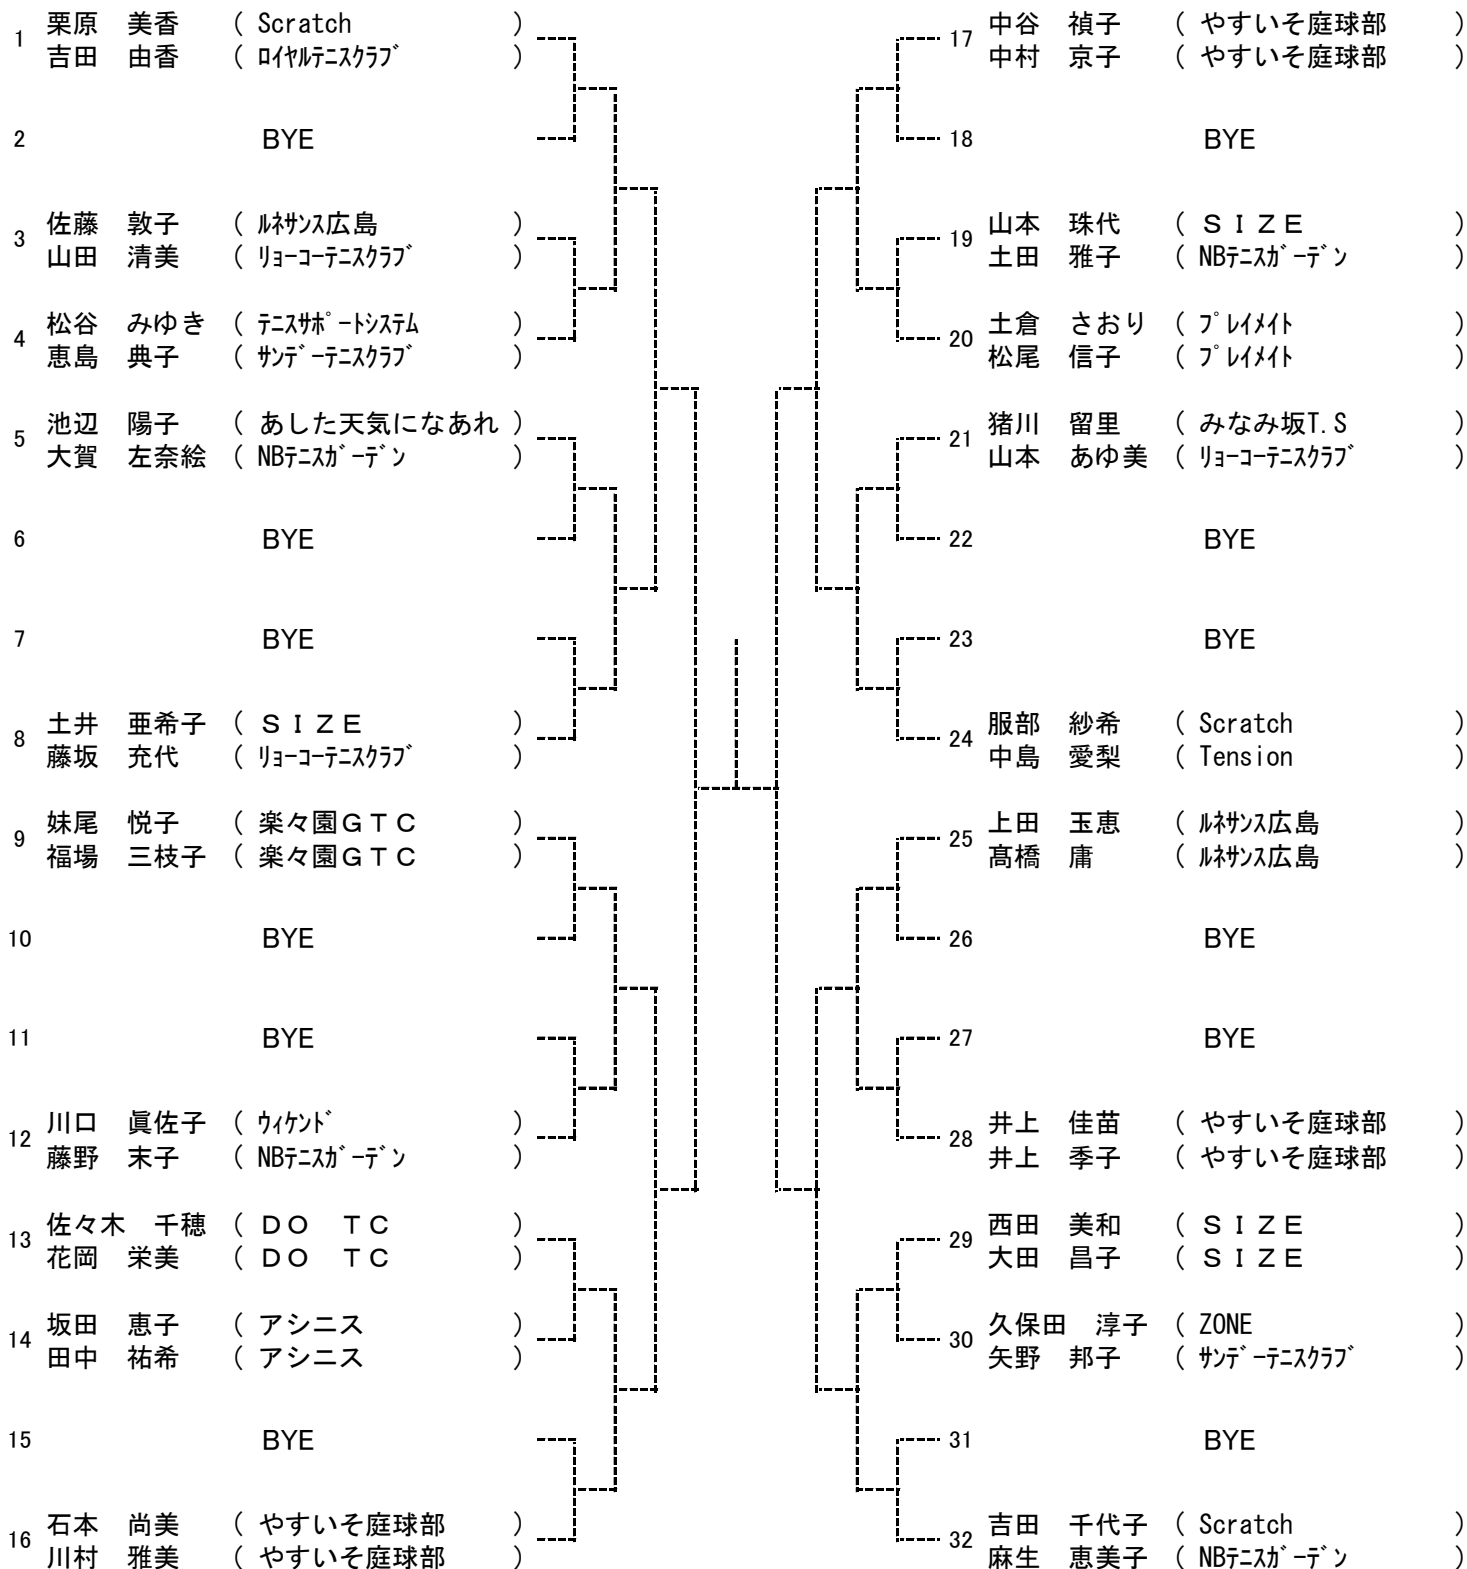 1 栗原　美香 ( Scratch )
吉田　由香 ( ﾛｲﾔﾙﾃﾆｽｸﾗﾌﾞ )
2 BYE
3 佐藤　敦子 ( ﾙﾈｻﾝｽ広島 )
山田　清美 ( ﾘｮｰｺｰﾃﾆｽｸﾗﾌﾞ )
4 松谷　みゆき ( ﾃﾆｽｻﾎﾟｰﾄｼｽﾃﾑ )
恵島　典子 ( ｻﾝﾃﾞｰﾃﾆｽｸﾗﾌﾞ )
5 池辺　陽子 ( あした天気になあれ )
大賀　左奈絵 ( NBﾃﾆｽｶﾞｰﾃﾞﾝ )
6 BYE
7 BYE
8 土井　亜希子 ( ＳＩＺＥ )
藤坂　充代 ( ﾘｮｰｺｰﾃﾆｽｸﾗﾌﾞ )
9 妹尾　悦子 ( 楽々園ＧＴＣ )
福場　三枝子 ( 楽々園ＧＴＣ )
10 BYE
11 BYE
12 川口　眞佐子 ( ｳｨｹﾝﾄﾞ )
藤野　末子 ( NBﾃﾆｽｶﾞｰﾃﾞﾝ )
13 佐々木　千穂 ( ＤＯ　ＴＣ )
花岡　栄美 ( ＤＯ　ＴＣ )
14 坂田　恵子 ( アシニス )
田中　祐希 ( アシニス )
15 BYE
16 石本　尚美 ( やすいそ庭球部 )
川村　雅美 ( やすいそ庭球部 )
17 中谷　禎子 ( やすいそ庭球部 )
中村　京子 ( やすいそ庭球部 )
18 BYE
19 山本　珠代 ( ＳＩＺＥ )
土田　雅子 ( NBﾃﾆｽｶﾞｰﾃﾞﾝ )
20 土倉　さおり ( ﾌﾟﾚｲﾒｲﾄ )
松尾　信子 ( ﾌﾟﾚｲﾒｲﾄ )
21 猪川　留里 ( みなみ坂T.S )
山本　あゆ美 ( ﾘｮｰｺｰﾃﾆｽｸﾗﾌﾞ )
22 BYE
23 BYE
24 服部　紗希 ( Scratch )
中島　愛梨 ( Tension )
25 上田　玉恵 ( ﾙﾈｻﾝｽ広島 )
髙橋　庸 ( ﾙﾈｻﾝｽ広島 )
26 BYE
27 BYE
28 井上　佳苗 ( やすいそ庭球部 )
井上　季子 ( やすいそ庭球部 )
29 西田　美和 ( ＳＩＺＥ )
大田　昌子 ( ＳＩＺＥ )
30 久保田　淳子 ( ZONE )
矢野　邦子 ( ｻﾝﾃﾞｰﾃﾆｽｸﾗﾌﾞ )
31 BYE
32 吉田　千代子 ( Scratch )
麻生　恵美子 ( NBﾃﾆｽｶﾞｰﾃﾞﾝ )